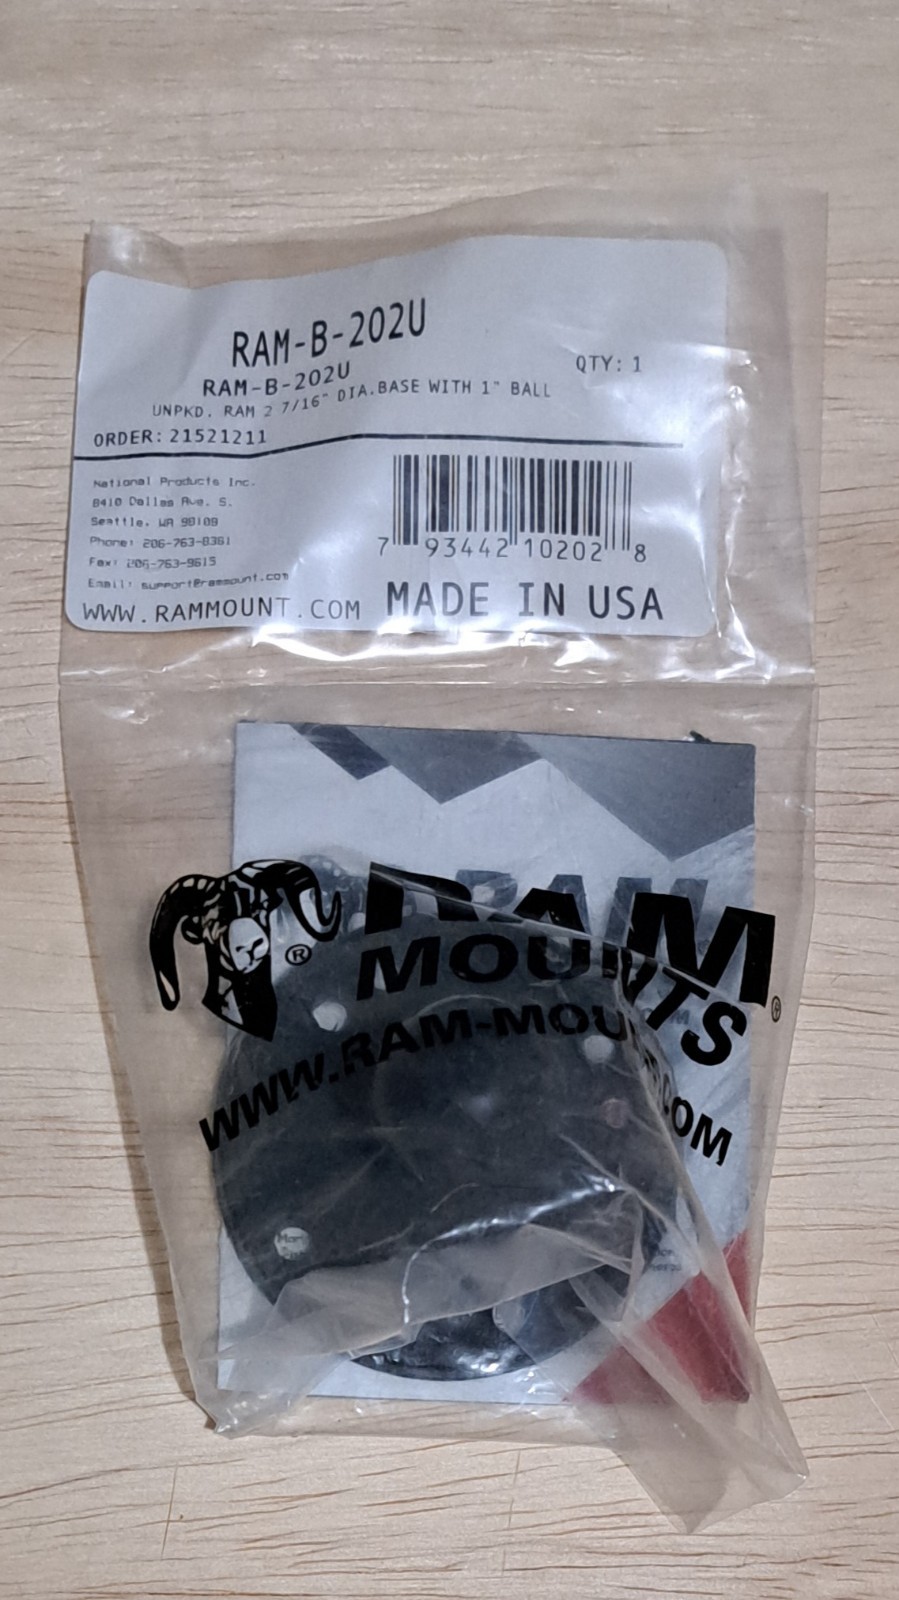 RAM-B-202U
RAM-B-202U
QTY: 1
UNPKD. RAM 2 7/16" DIA.BASE WITH 1" BALL
ORDER: 21521211
National Products Inc.
8410 Dallas Ave. S.
Seattle, WA 98108
Phone: 206-763-8361
Fax: 206-763-9615
Email: support@rammount.com
7 93442 10202 8
WWW.RAMMOUNT.COM
MADE IN USA
RAM
RAM®
MOUNTS®
WWW.RAM-MOUNTS.COM